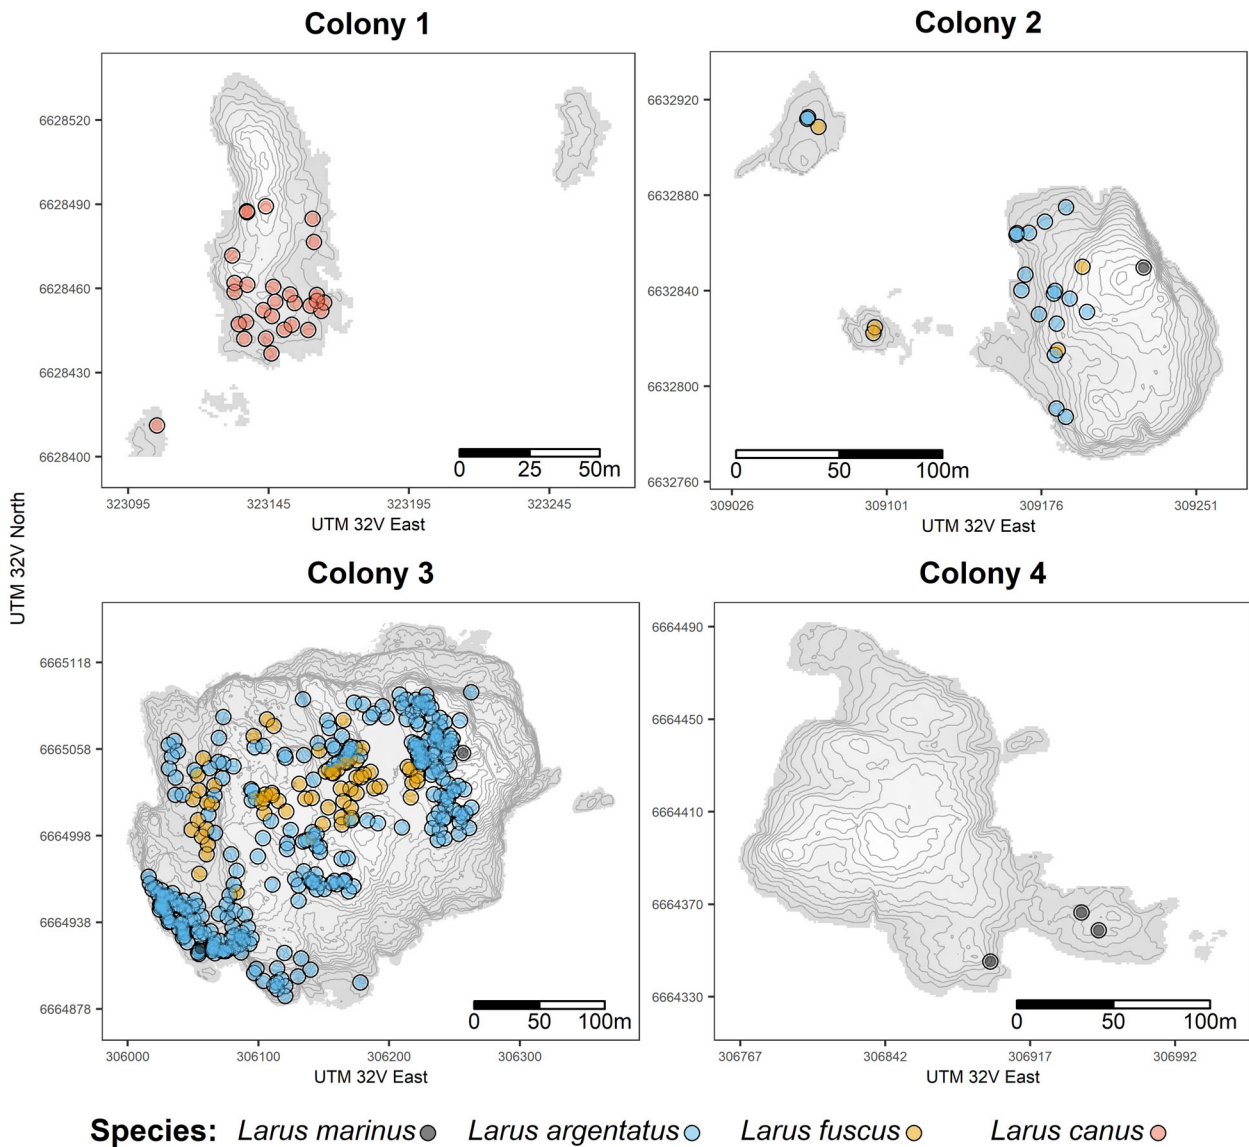 Colony 1
Colony 2
6628520
6628490
6628460
6628430
6628400
0 25 50m
323095 323145 323195 323245
UTM 32V East
6632920
6632880
6632840
6632800
6632760
0 50 100m
309026 309101 309176 309251
UTM 32V East
UTM 32V North
Colony 3
Colony 4
6665118
6665058
6664998
6664938
6664878
0 50 100m
306000 306100 306200 306300
UTM 32V East
6664490
6664450
6664410
6664370
6664330
0 50 100m
306767 306842 306917 306992
UTM 32V East
Species: Larus marinus Larus argentatus Larus fuscus Larus canus